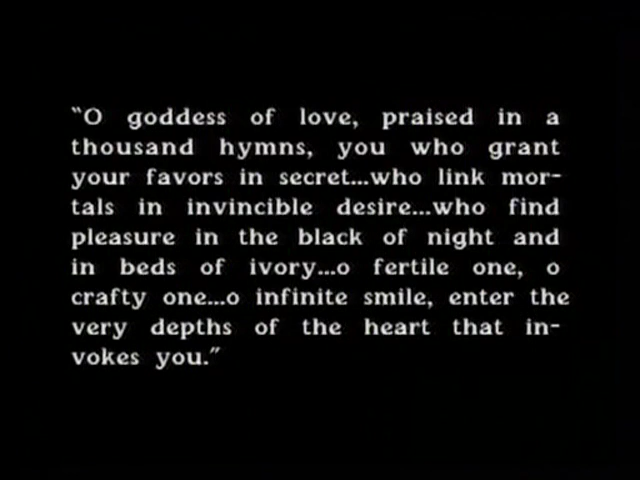 “O goddess of love, praised in a
thousand hymns, you who grant
your favors in secret...who link mor-
tals in invincible desire...who find
pleasure in the black of night and
in beds of ivory...o fertile one, o
crafty one...o infinite smile, enter the
very depths of the heart that in-
vokes you.”